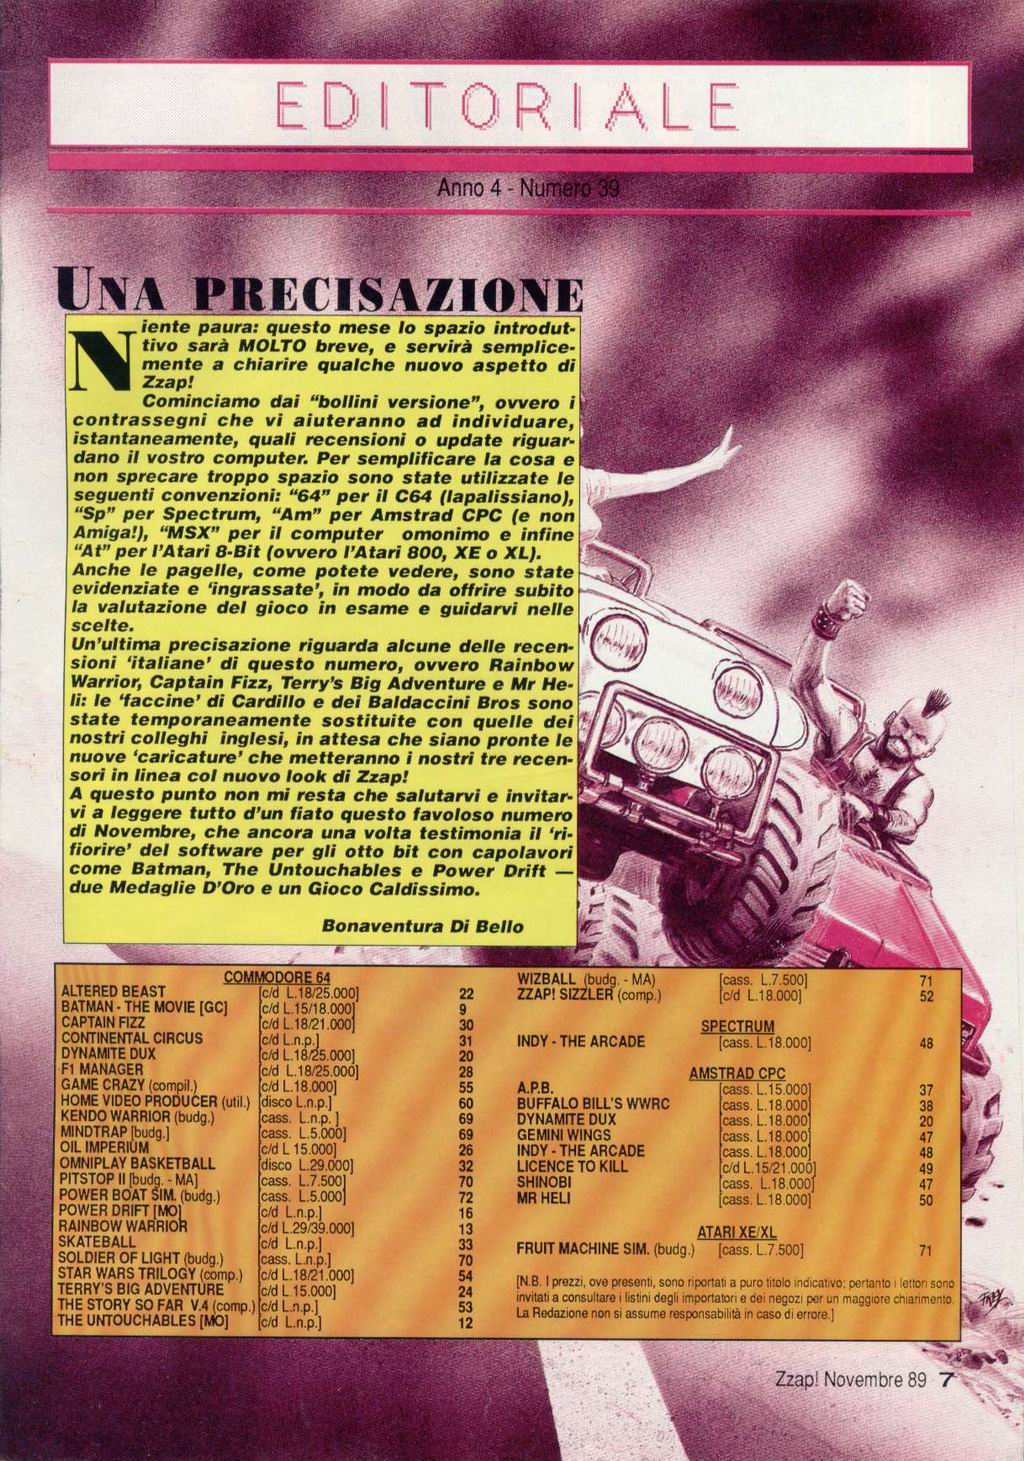 EDITORIALE
Anno 4 - Numero 39
UNA PRECISAZIONE
Niente paura: questo mese lo spazio introdut-
tivo sarà MOLTO breve, e servirà semplice-
mente a chiarire qualche nuovo aspetto di
Zzap!
Cominciamo dai "bollini versione", ovvero i
contrassegni che vi aiuteranno ad individuare,
istantaneamente, quali recensioni o update riguar-
dano il vostro computer. Per semplificare la cosa e
non sprecare troppo spazio sono state utilizzate le
seguenti convenzioni: "64" per il C64 (lapalissiano),
"Sp" per Spectrum, "Am" per Amstrad CPC (e non
Amiga!), "MSX" per il computer omonimo e infine
"At" per l'Atari 8-Bit (ovvero l'Atari 800, XE o XL).
Anche le pagelle, come potete vedere, sono state
evidenziate e 'ingrassate', in modo da offrire subito
la valutazione del gioco in esame e guidarvi nelle
scelte.
Un'ultima precisazione riguarda alcune delle recen-
sioni 'italiane' di questo numero, ovvero Rainbow
Warrior, Captain Fizz, Terry's Big Adventure e Mr He-
li: le 'faccine' di Cardillo e dei Baldaccini Bros sono
state temporaneamente sostituite con quelle dei
nostri colleghi inglesi, in attesa che siano pronte le
nuove 'caricature' che metteranno i nostri tre recen-
sori in linea col nuovo look di Zzap!
A questo punto non mi resta che salutarvi e invitar-
vi a leggere tutto d'un fiato questo favoloso numero
di Novembre, che ancora una volta testimonia il 'ri-
fiorire' del software per gli otto bit con capolavori
come Batman, The Untouchables e Power Drift —
due Medaglie D'Oro e un Gioco Caldissimo.
Bonaventura Di Bello
COMMODORE 64
ALTERED BEAST [c/d L.18/25.000] 22
BATMAN - THE MOVIE [GC] [c/d L.15/18.000] 9
CAPTAIN FIZZ [c/d L.18/21.000] 30
CONTINENTAL CIRCUS [c/d L.n.p.] 31
DYNAMITE DUX [c/d L.18/25.000] 20
F1 MANAGER [c/d L.18/25.000] 28
GAME CRAZY (compil.) [c/d L.18.000] 55
HOME VIDEO PRODUCER (util.) [disco L.n.p.] 60
KENDO WARRIOR (budg.) [cass. L.n.p. ] 69
MINDTRAP [budg.] [cass. L.5.000] 69
OIL IMPERIUM [c/d L 15.000] 26
OMNIPLAY BASKETBALL [disco L.29.000] 32
PITSTOP II [budg. - MA] [cass. L.7.500] 70
POWER BOAT SIM. (budg.) [cass. L.5.000] 72
POWER DRIFT [MO] [c/d L.n.p.] 16
RAINBOW WARRIOR [c/d L.29/39.000] 13
SKATEBALL [c/d L.n.p.] 33
SOLDIER OF LIGHT (budg.) [cass. L.n.p.] 70
STAR WARS TRILOGY (comp.) [c/d L.18/21.000] 54
TERRY'S BIG ADVENTURE [c/d L.15.000] 24
THE STORY SO FAR V.4 (comp.) [c/d L.n.p.] 53
THE UNTOUCHABLES [MO] [c/d L.n.p.] 12
WIZBALL (budg. - MA) [cass. L.7.500] 71
ZZAP! SIZZLER (comp.) [c/d L.18.000] 52
SPECTRUM
INDY - THE ARCADE [cass. L.18.000] 48
AMSTRAD CPC
A.P.B. [cass. L.15.000] 37
BUFFALO BILL'S WWRC [cass. L.18.000] 38
DYNAMITE DUX [cass. L.18.000] 20
GEMINI WINGS [cass. L.18.000] 47
INDY - THE ARCADE [cass. L.18.000] 48
LICENCE TO KILL [c/d L.15/21.000] 49
SHINOBI [cass. L.18.000] 47
MR HELI [cass. L.18.000] 50
ATARI XE/XL
FRUIT MACHINE SIM. (budg.) [cass. L.7.500] 71
[N.B. I prezzi, ove presenti, sono riportati a puro titolo indicativo; pertanto i lettori sono
invitati a consultare i listini degli importatori e dei negozi per un maggiore chiarimento.
La Redazione non si assume responsabilità in caso di errore.]
FREY
Zzap! Novembre 89 7